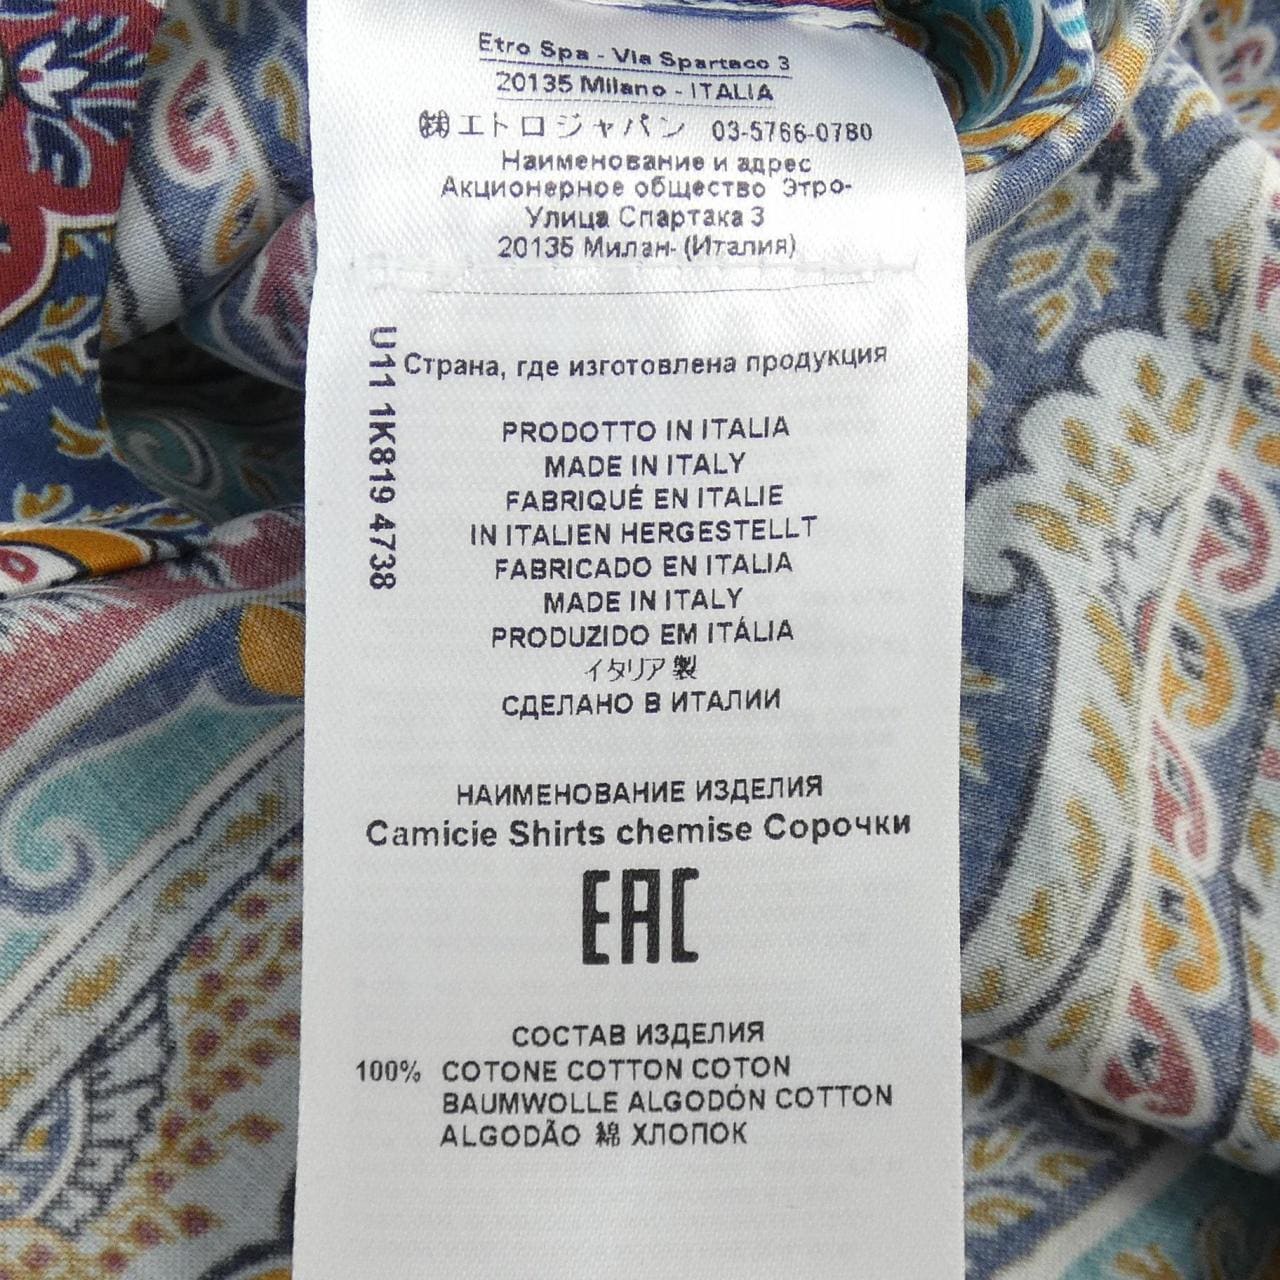 Etro Spa - Via Spartaco 3
20135 Milano - ITALIA
㈱エトロジャパン 03-5766-0780
Наименование и адрес
Акционерное общество Этро-
Улица Спартака 3
20135 Милан- (Италия)
U11 1K819 4738
Страна, где изготовлена продукция
PRODOTTO IN ITALIA
MADE IN ITALY
FABRIQUÉ EN ITALIE
IN ITALIEN HERGESTELLT
FABRICADO EN ITALIA
MADE IN ITALY
PRODUZIDO EM ITÁLIA
イタリア製
СДЕЛАНО В ИТАЛИИ
НАИМЕНОВАНИЕ ИЗДЕЛИЯ
Camicie Shirts chemise Сорочки
EAC
СОСТАВ ИЗДЕЛИЯ
100% COTONE COTTON COTON
BAUMWOLLE ALGODÓN COTTON
ALGODÃO 綿 ХЛОПОК